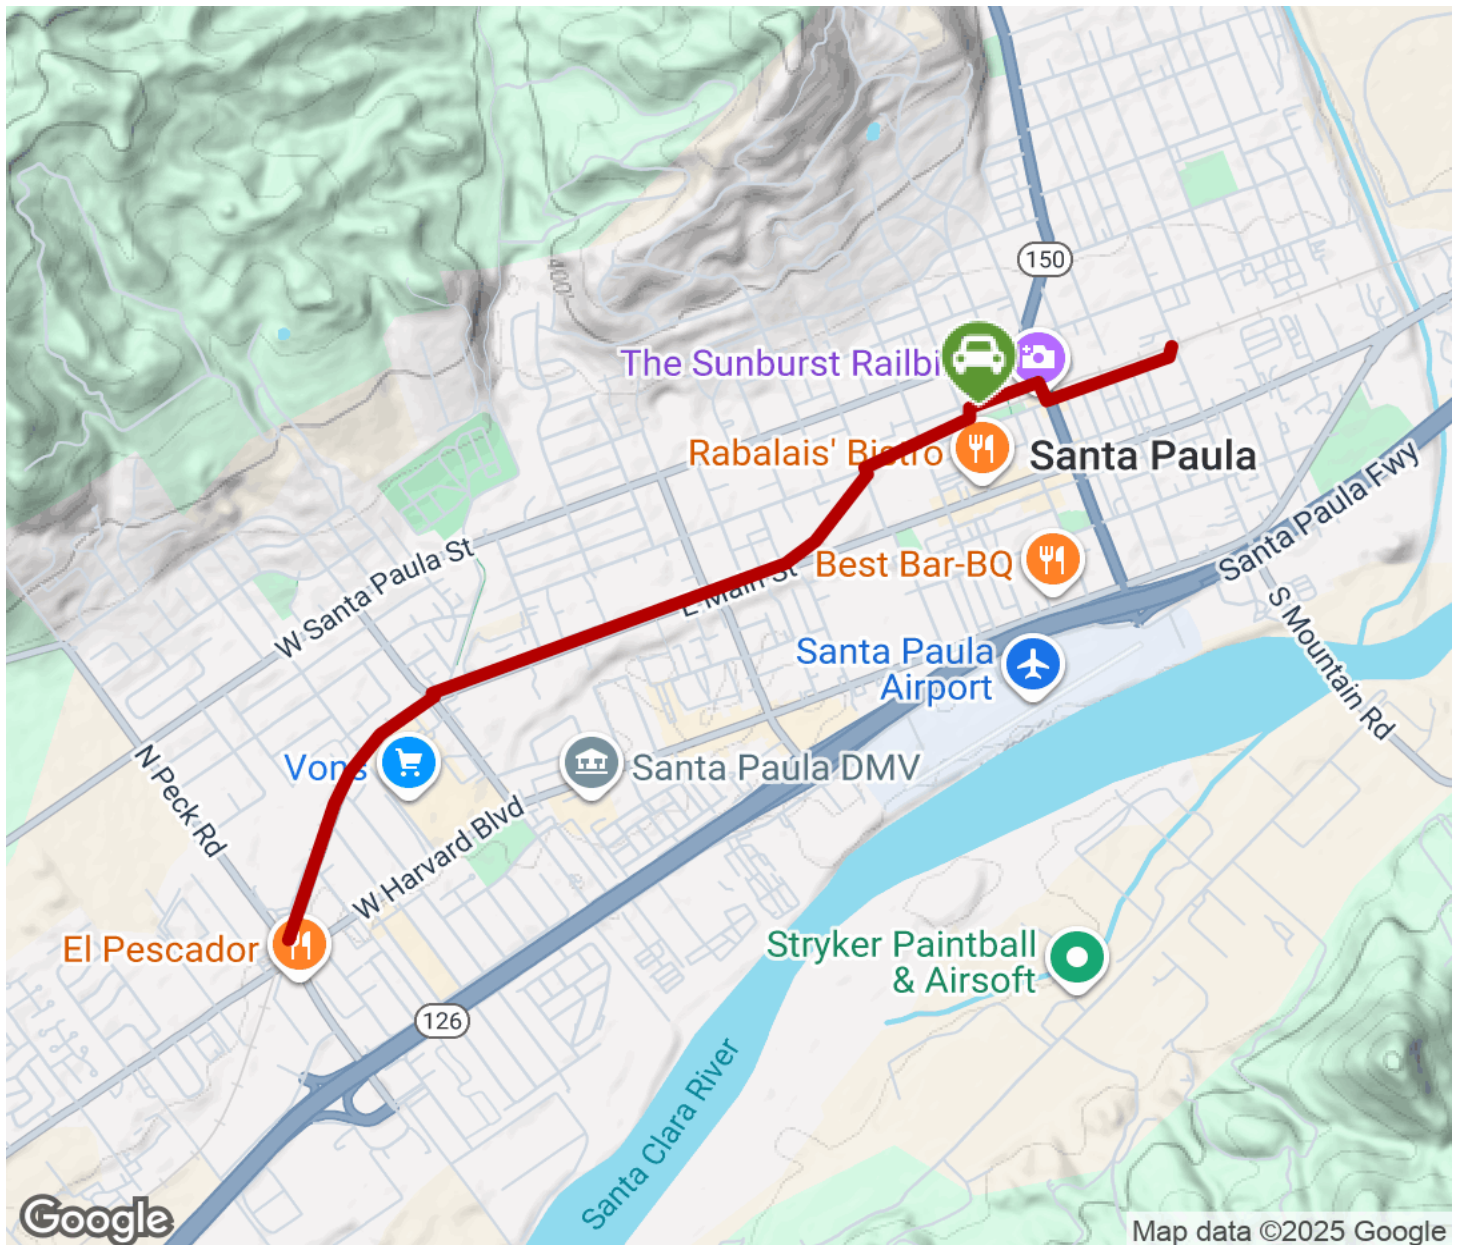 400'
150
The Sunburst Railbi
Rabalais' Bistro
Santa Paula
W Santa Paula St
E Main St
Best Bar-BQ
Santa Paula Fwy
S Mountain Rd
Santa Paula
Airport
N Peck Rd
Vons
Santa Paula DMV
W Harvard Blvd
El Pescador
Stryker Paintball
& Airsoft
126
Santa Clara River
Google
Map data ©2025 Google